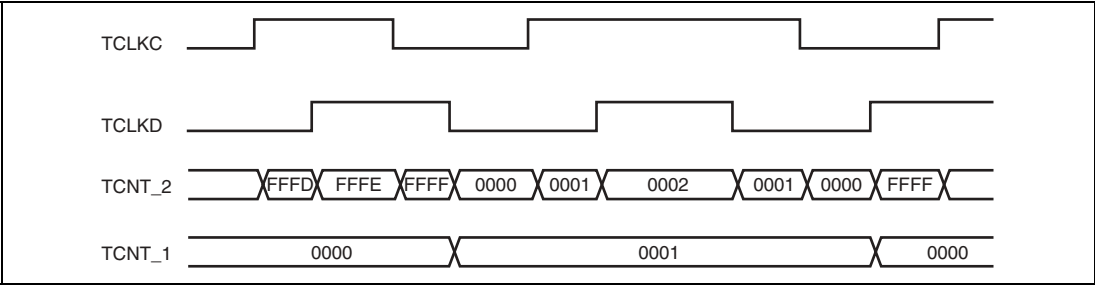 TCLKC
TCLKD
TCNT_2 FFFD FFFE FFFF 0000 0001 0002 0001 0000 FFFF
TCNT_1 0000 0001 0000